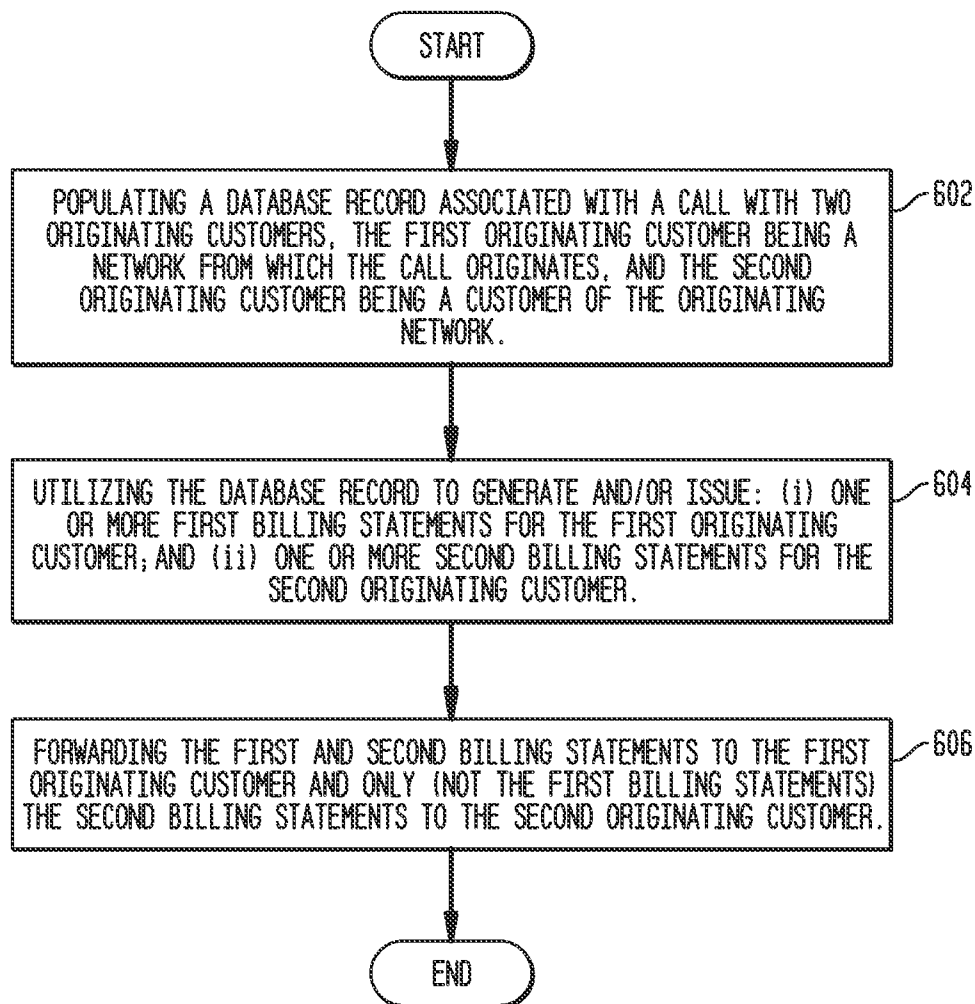 START
POPULATING A DATABASE RECORD ASSOCIATED WITH A CALL WITH TWO
ORIGINATING CUSTOMERS, THE FIRST ORIGINATING CUSTOMER BEING A
NETWORK FROM WHICH THE CALL ORIGINATES, AND THE SECOND
ORIGINATING CUSTOMER BEING A CUSTOMER OF THE ORIGINATING
NETWORK.
602
UTILIZING THE DATABASE RECORD TO GENERATE AND/OR ISSUE: (i) ONE
OR MORE FIRST BILLING STATEMENTS FOR THE FIRST ORIGINATING
CUSTOMER; AND (ii) ONE OR MORE SECOND BILLING STATEMENTS FOR THE
SECOND ORIGINATING CUSTOMER.
604
FORWARDING THE FIRST AND SECOND BILLING STATEMENTS TO THE FIRST
ORIGINATING CUSTOMER AND ONLY (NOT THE FIRST BILLING STATEMENTS)
THE SECOND BILLING STATEMENTS TO THE SECOND ORIGINATING CUSTOMER.
606
END